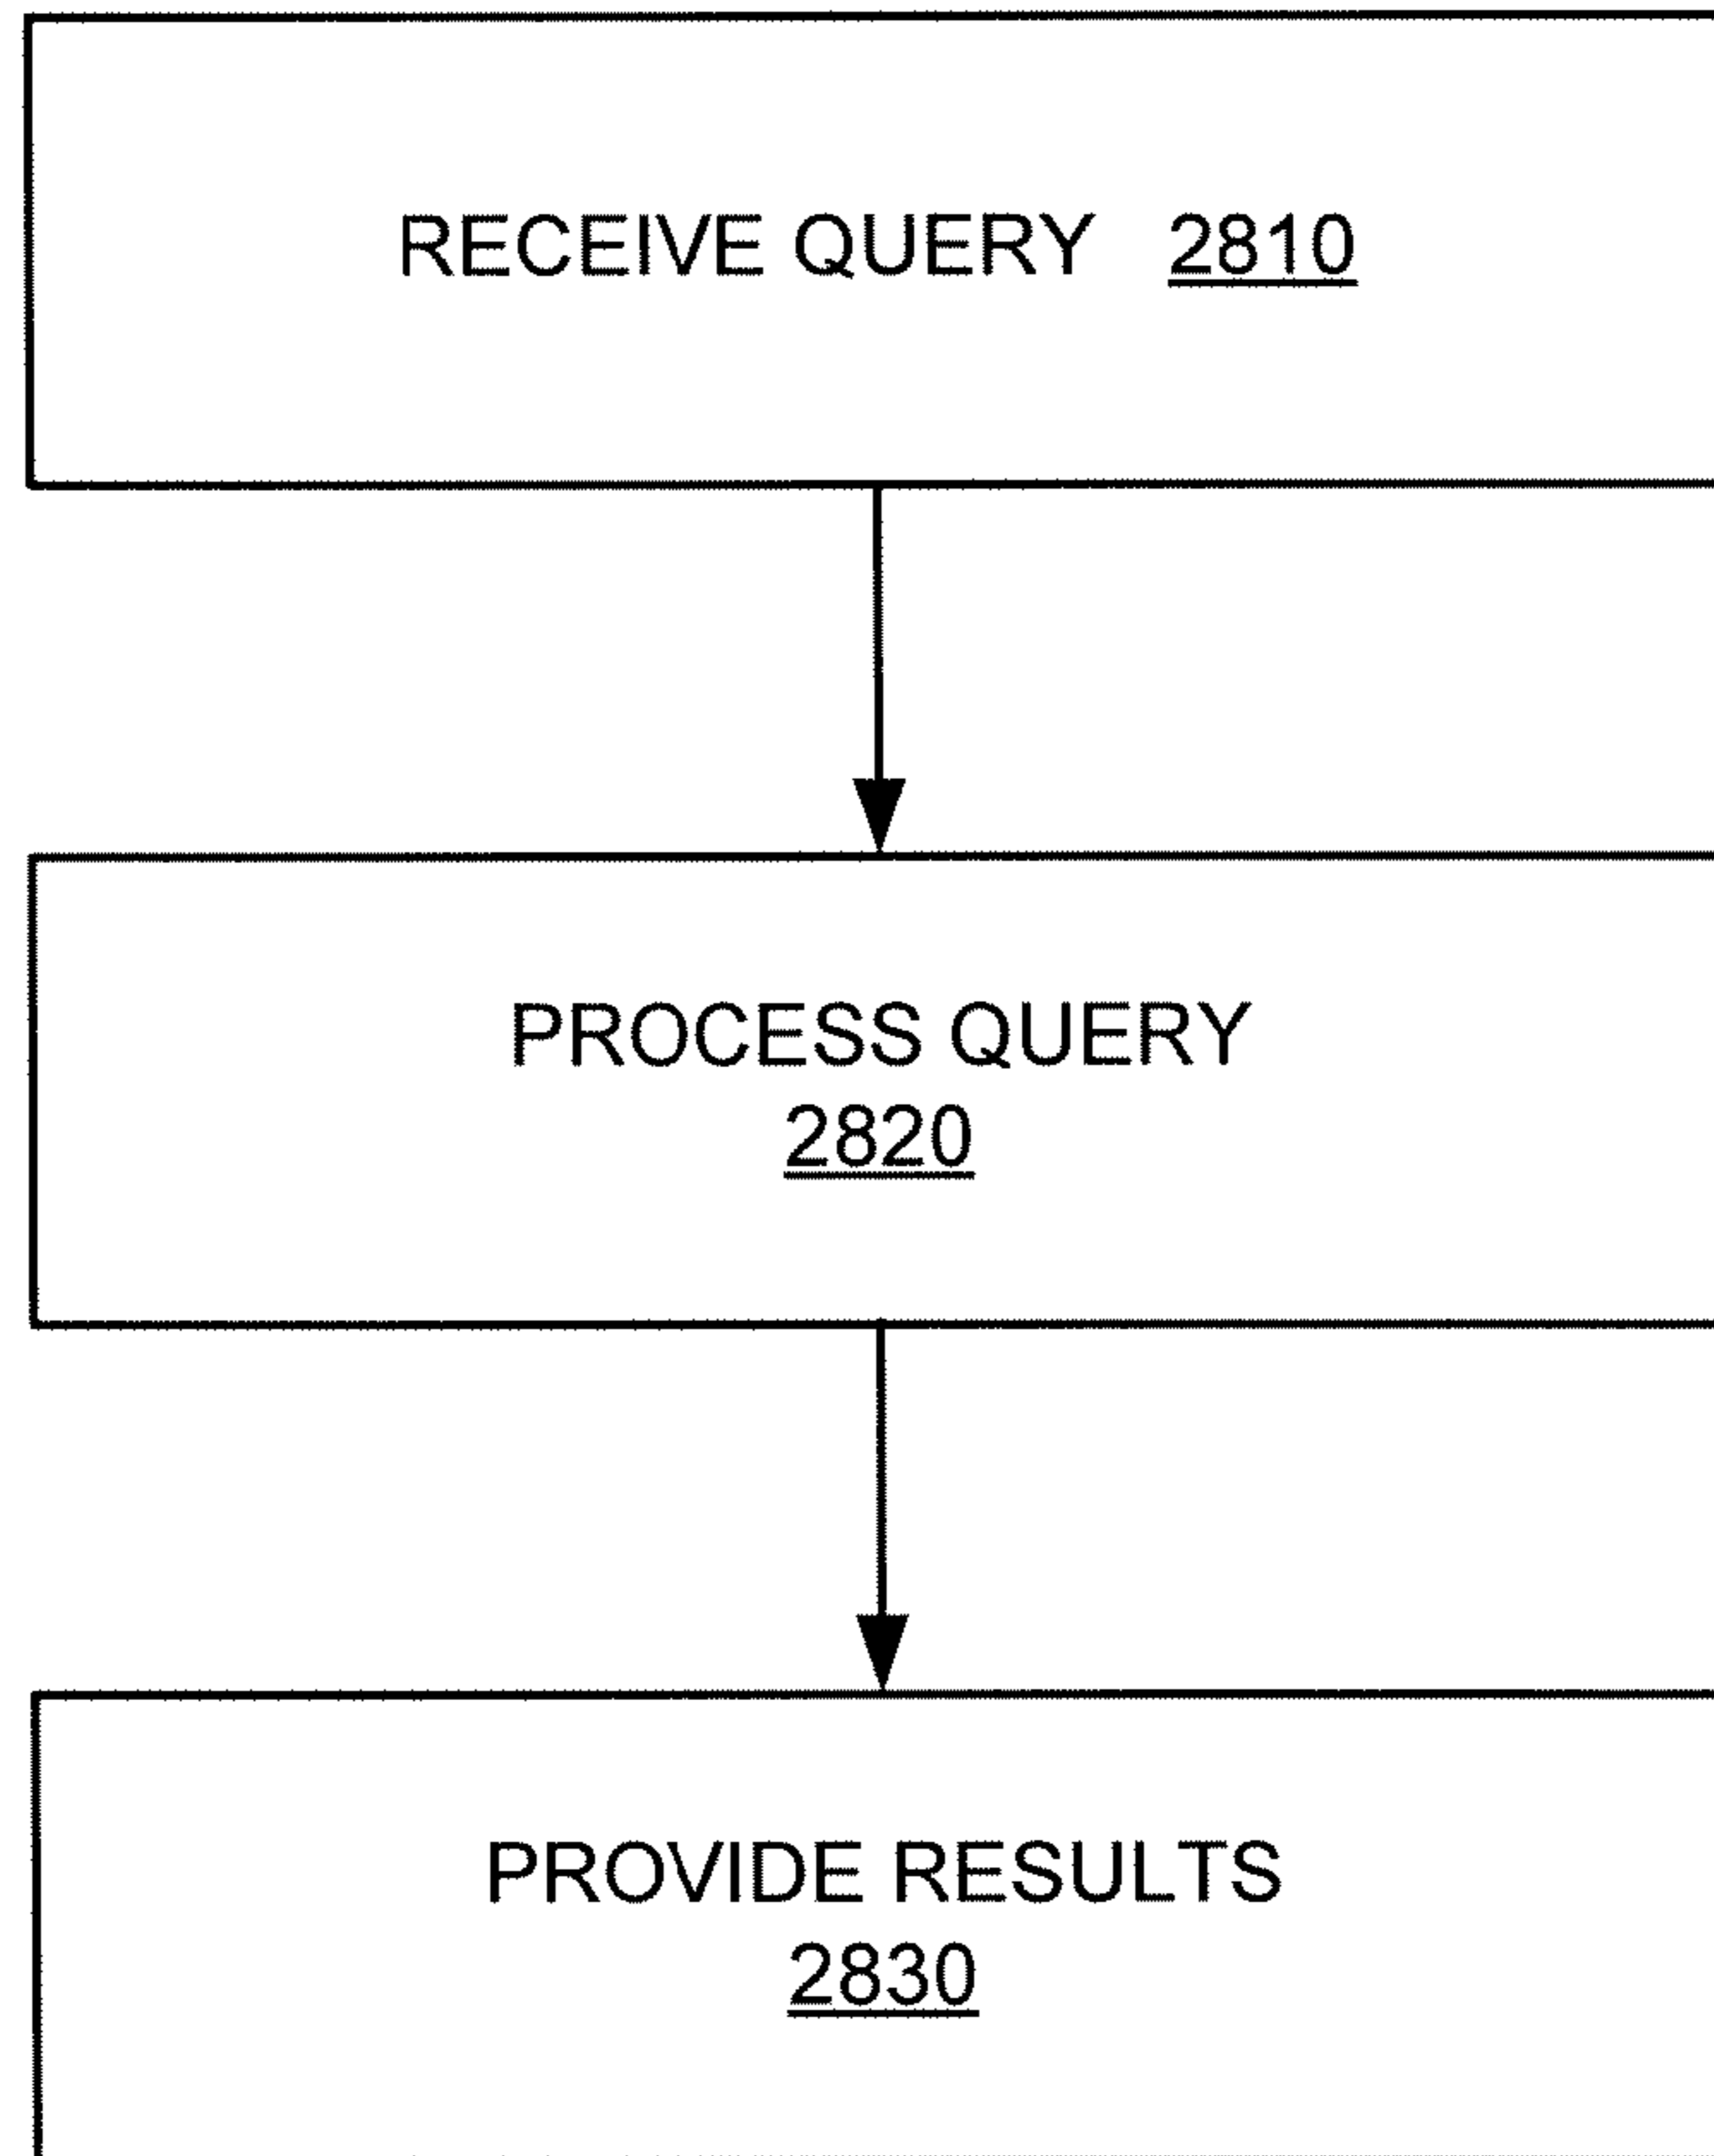 RECEIVE QUERY 2810
PROCESS QUERY
2820
PROVIDE RESULTS
2830